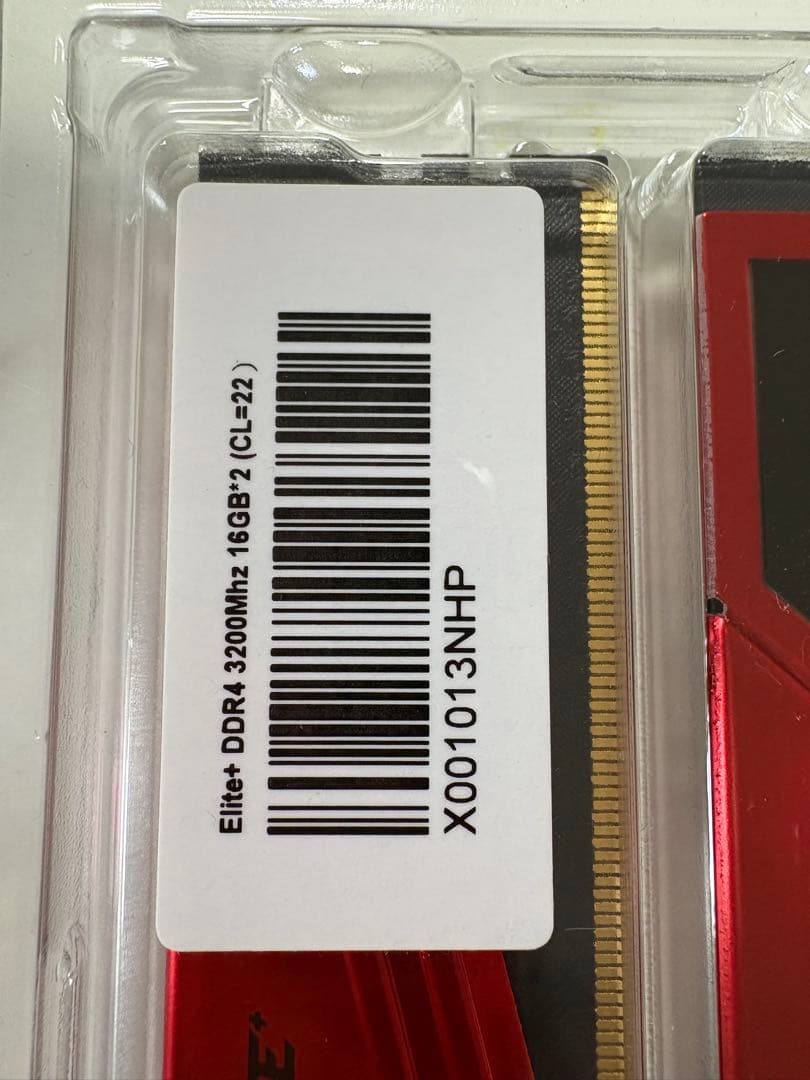 Elite+ DDR4 3200Mhz 16GB*2 (CL=22 )
X001013NHP
E+